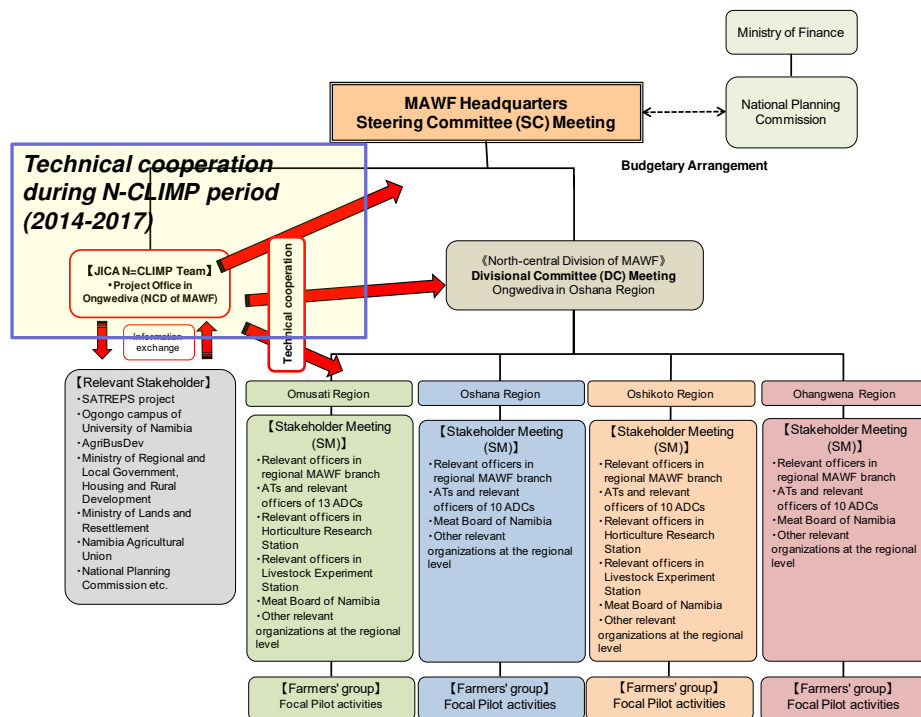 Ministry of Finance
MAWF Headquarters
Steering Committee (SC) Meeting
National Planning
Commission
Budgetary Arrangement
Technical cooperation
during N-CLIMP period
(2014-2017)
【JICA N=CLIMP Team】
・Project Office in
Ongwediva (NCD of MAWF)
Technical cooperation
《North-central Division of MAWF》
Divisional Committee (DC) Meeting
Ongwediva in Oshana Region
Information
exchange
【Relevant Stakeholder】
・SATREPS project
・Ogongo campus of
University of Namibia
・AgriBusDev
・Ministry of Regional and
Local Government,
Housing and Rural
Development
・Ministry of Lands and
Resettlement
・Namibia Agricultural
Union
・National Planning
Commission etc.
Omusati Region
【Stakeholder Meeting
(SM)】
・Relevant officers in
regional MAWF branch
・ATs and relevant
officers of 13 ADCs
・Relevant officers in
Horticulture Research
Station
・Relevant officers in
Livestock Experiment
Station
・Meat Board of Namibia
・Other relevant
organizations at the regional
level
【Farmers' group】
Focal Pilot activities
Oshana Region
【Stakeholder Meeting
(SM)】
・Relevant officers in
regional MAWF branch
・ATs and relevant
officers of 10 ADCs
・Meat Board of Namibia
・Other relevant
organizations at the regional
level
【Farmers' group】
Focal Pilot activities
Oshikoto Region
【Stakeholder Meeting
(SM)】
・Relevant officers in
regional MAWF branch
・ATs and relevant
officers of 10 ADCs
・Relevant officers in
Horticulture Research
Station
・Relevant officers in
Livestock Experiment
Station
・Meat Board of Namibia
・Other relevant
organizations at the regional
level
【Farmers' group】
Focal Pilot activities
Ohangwena Region
【Stakeholder Meeting
(SM)】
・Relevant officers in
regional MAWF branch
・ATs and relevant
officers of 10 ADCs
・Meat Board of Namibia
・Other relevant
organizations at the regional
level
【Farmers' group】
Focal Pilot activities